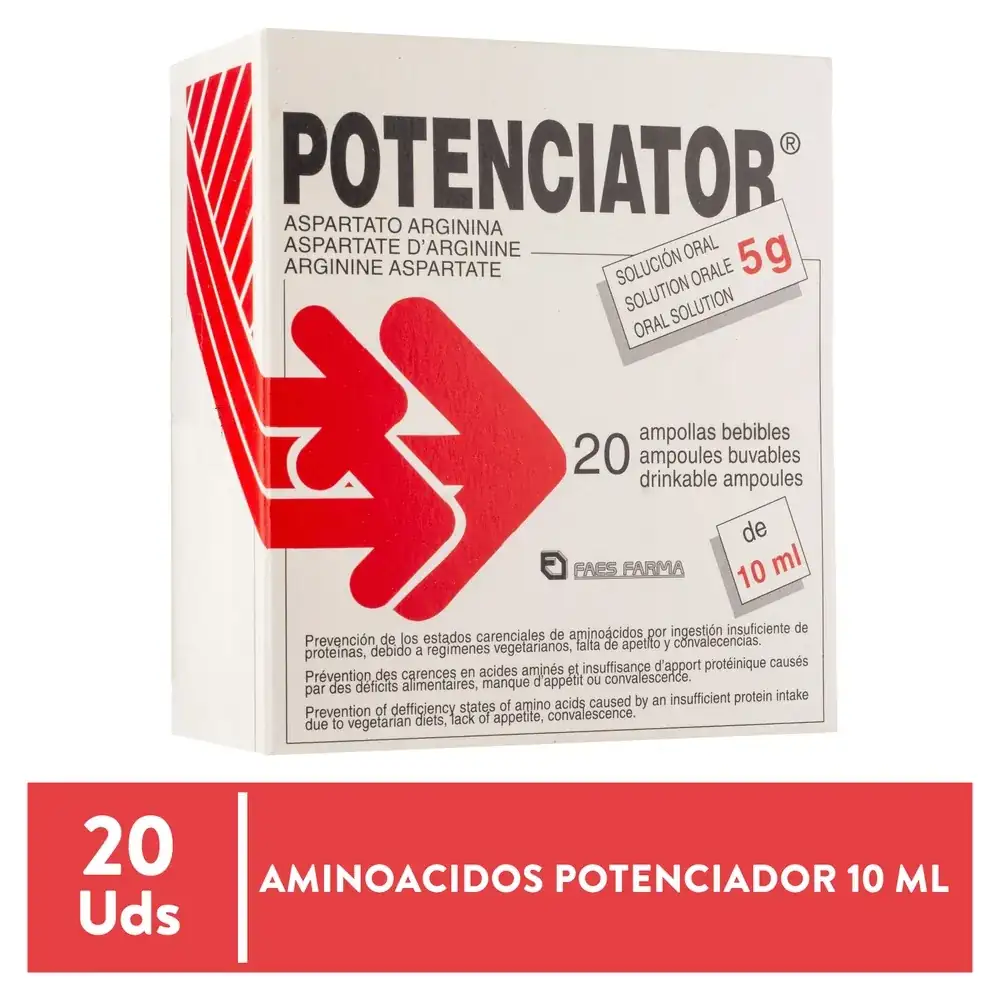 POTENCIATOR®
ASPARTATO ARGININA
ASPARTATE D'ARGININE
ARGININE ASPARTATE
SOLUCIÓN ORAL
SOLUTION ORALE
ORAL SOLUTION
5g
20
ampollas bebibles
ampoules buvables
drinkable ampoules
de
10 ml
FAES FARMA
Prevención de los estados carenciales de aminoácidos por ingestión insuficiente de
proteínas, debido a regímenes vegetarianos, falta de apetito y convalecencias.
Prévention des carences en acides aminés et insuffisance d'apport protéinique causés
par des déficits alimentaires, manque d'appétit ou convalescence.
Prevention of defficiency states of amino acids caused by an insufficient protein intake
due to vegetarian diets, lack of appetite, convalescence.
20
Uds
AMINOACIDOS POTENCIADOR 10 ML